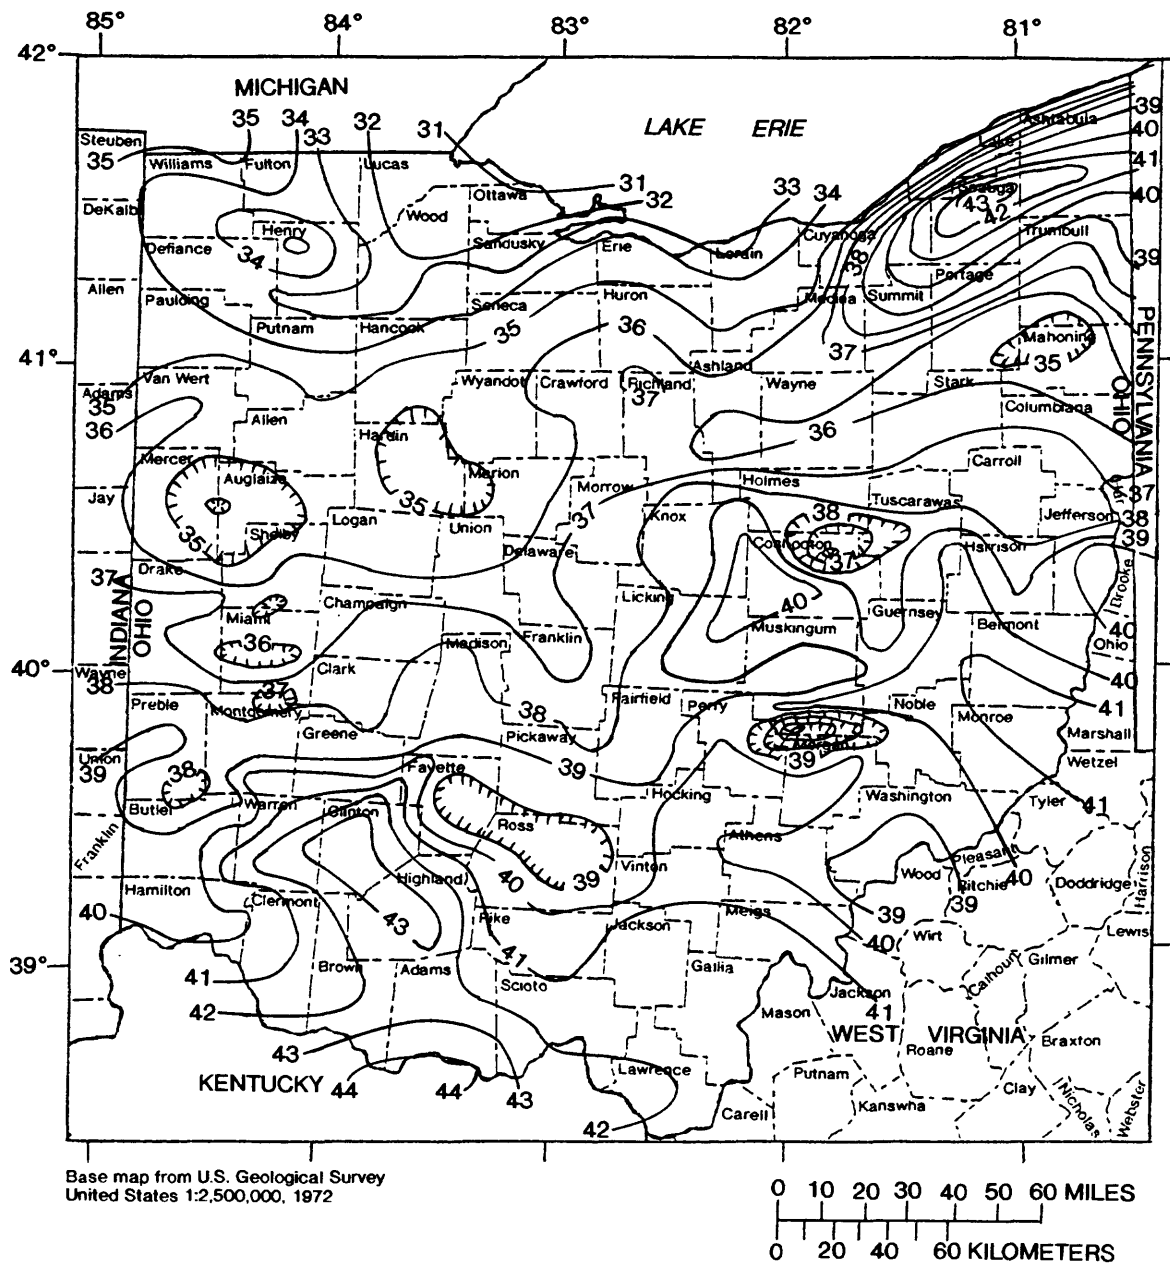 85° 84° 83° 82° 81°
42°
MICHIGAN
LAKE ERIE
35 34 33 32 31
39
Ashtabula
40
Steuben
35
Williams Fulton Lucas
Lake
41
31 33 34
Geauga
40
43
42
32
Ottawa
DeKalb
Wood
Henry
Defiance
34
Sandusky Erie Lorain Cuyahoga
38
Trumbull
39
Portage
Allen
Paulding
Seneca Huron Medina Summit
Putnam Hancock
35 36
37
Mahoning
35
PENNSYLVANIA
OHIO
41°
Adams
35
36
Van Wert
Wyandot Crawford Richland Ashland Wayne Stark
37
Columbiana
Allen
Hardin
36
Mercer
Auglaize
Marion
Morrow
Holmes
Carroll
Jay
35
37
Knox
Tuscarawas
37
38
Jefferson
38
39
35
Shelby
Logan
Union
Delaware
Coshocton
37
Harrison
Drake
37
INDIANA
OHIO
Miami
Champaign
Licking
40
Guernsey
Belmont
Brooke
40
Ohio
36
Madison Franklin
Muskingum
40°
Wayne
38
Clark
40
37
Preble Montgomery
Greene
38
Pickaway
Fairfield Perry
Noble Monroe
41
Marshall
Union
39
38
39
Morgan
39
Wetzel
Fayette
Butler Warren Clinton
Hocking
Washington
Tyler 41
Franklin
Ross
Athens
Pleasant
40
Highland
40 39
Vinton
Wood
Ritchie
Doddridge
Harrison
Hamilton
Clermont
43
40
Pike
Jackson
Meigs
39
39
40
Wirt
Lewis
41
39°
41
Brown Adams
Scioto
Gallia
Gilmer
Calhoun
42
Jackson
41
Mason
43
WEST VIRGINIA
Roane
Braxton
KENTUCKY 44 44 43
Lawrence
Putnam
Clay
Nicholas
Webster
42
Carell
Kanswha
Base map from U.S. Geological Survey
United States 1:2,500,000, 1972
0 10 20 30 40 50 60 MILES
0 20 40 60 KILOMETERS